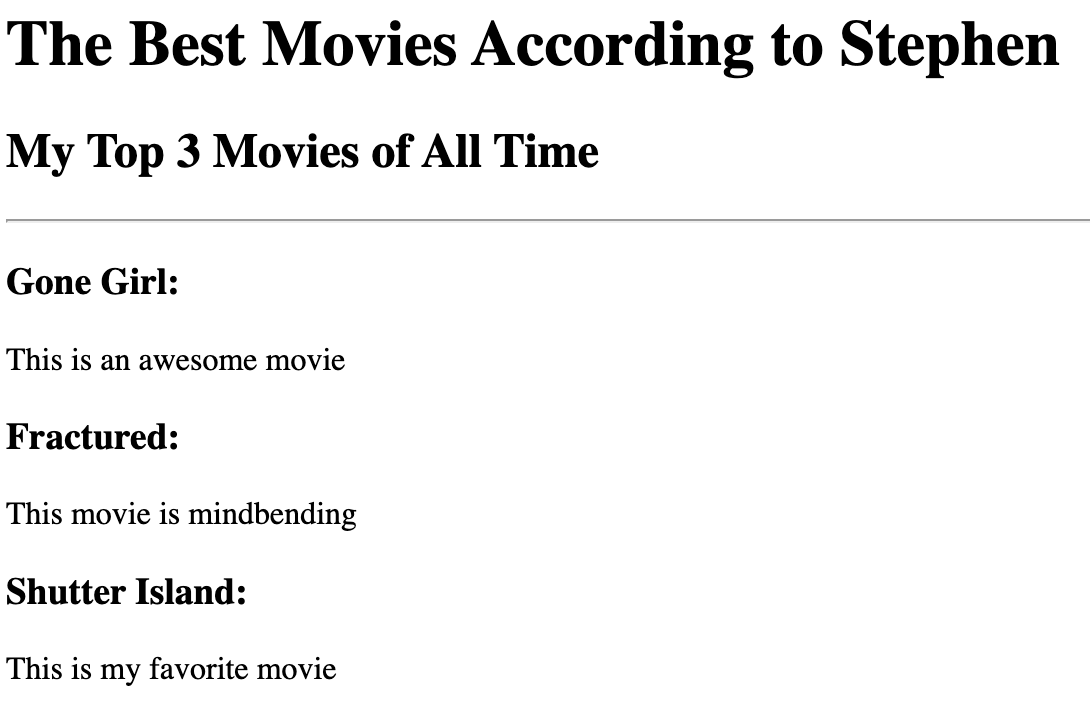 The Best Movies According to Stephen
My Top 3 Movies of All Time
Gone Girl:
This is an awesome movie
Fractured:
This movie is mindbending
Shutter Island:
This is my favorite movie